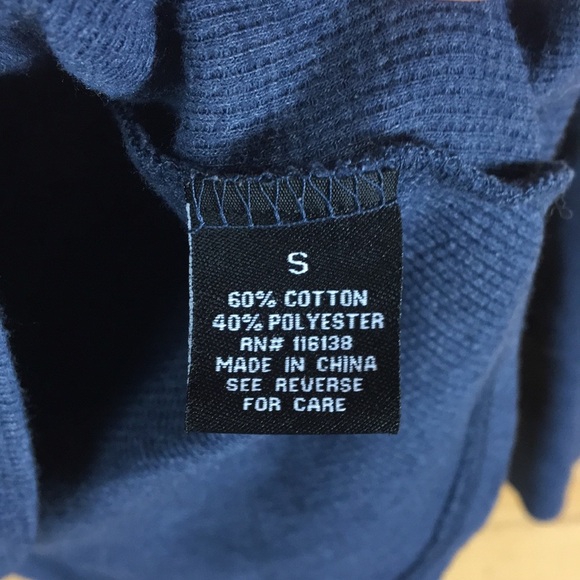 S
60% COTTON
40% POLYESTER
RN# 116138
MADE IN CHINA
SEE REVERSE
FOR CARE